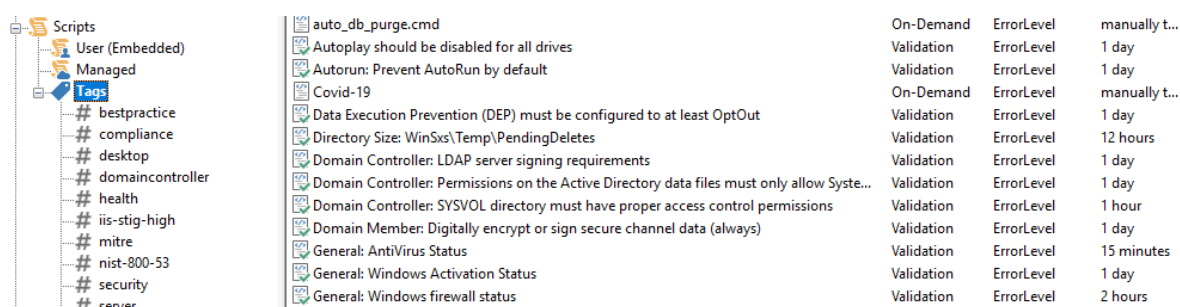 Scripts
User (Embedded)
Managed
Tags
# bestpractice
# compliance
# desktop
# domaincontroller
# health
# iis-stig-high
# mitre
# nist-800-53
# security
# server
auto_db_purge.cmd On-Demand ErrorLevel manually t...
Autoplay should be disabled for all drives Validation ErrorLevel 1 day
Autorun: Prevent AutoRun by default Validation ErrorLevel 1 day
Covid-19 On-Demand ErrorLevel manually t...
Data Execution Prevention (DEP) must be configured to at least OptOut Validation ErrorLevel 1 day
Directory Size: WinSxs\Temp\PendingDeletes Validation ErrorLevel 12 hours
Domain Controller: LDAP server signing requirements Validation ErrorLevel 1 day
Domain Controller: Permissions on the Active Directory data files must only allow Syste... Validation ErrorLevel 1 day
Domain Controller: SYSVOL directory must have proper access control permissions Validation ErrorLevel 1 hour
Domain Member: Digitally encrypt or sign secure channel data (always) Validation ErrorLevel 1 day
General: AntiVirus Status Validation ErrorLevel 15 minutes
General: Windows Activation Status Validation ErrorLevel 1 day
General: Windows firewall status Validation ErrorLevel 2 hours